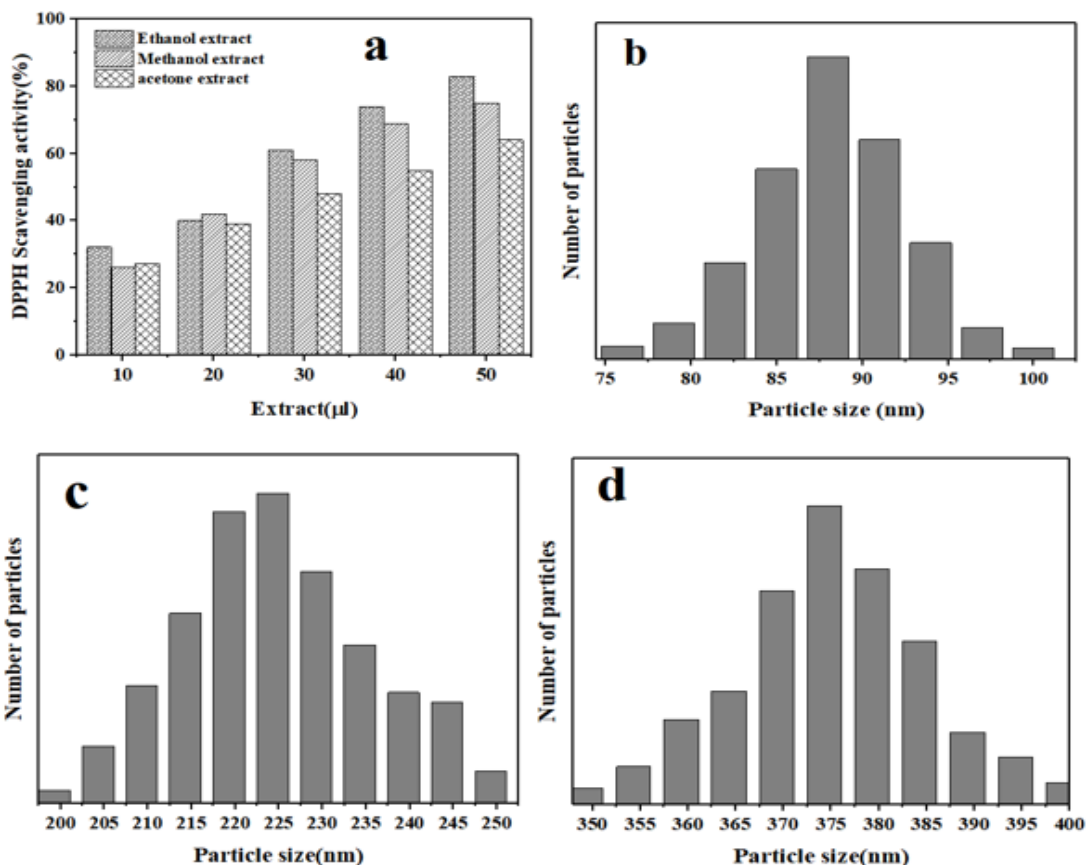 a
Ethanol extract
Methanol extract
acetone extract
DPPH Scavenging activity(%)
100
80
60
40
20
0
10 20 30 40 50
Extract(µl)
b
Number of particles
75 80 85 90 95 100
Particle size (nm)
c
Number of particles
200 205 210 215 220 225 230 235 240 245 250
Particle size(nm)
d
Number of particles
350 355 360 365 370 375 380 385 390 395 400
Particle size(nm)